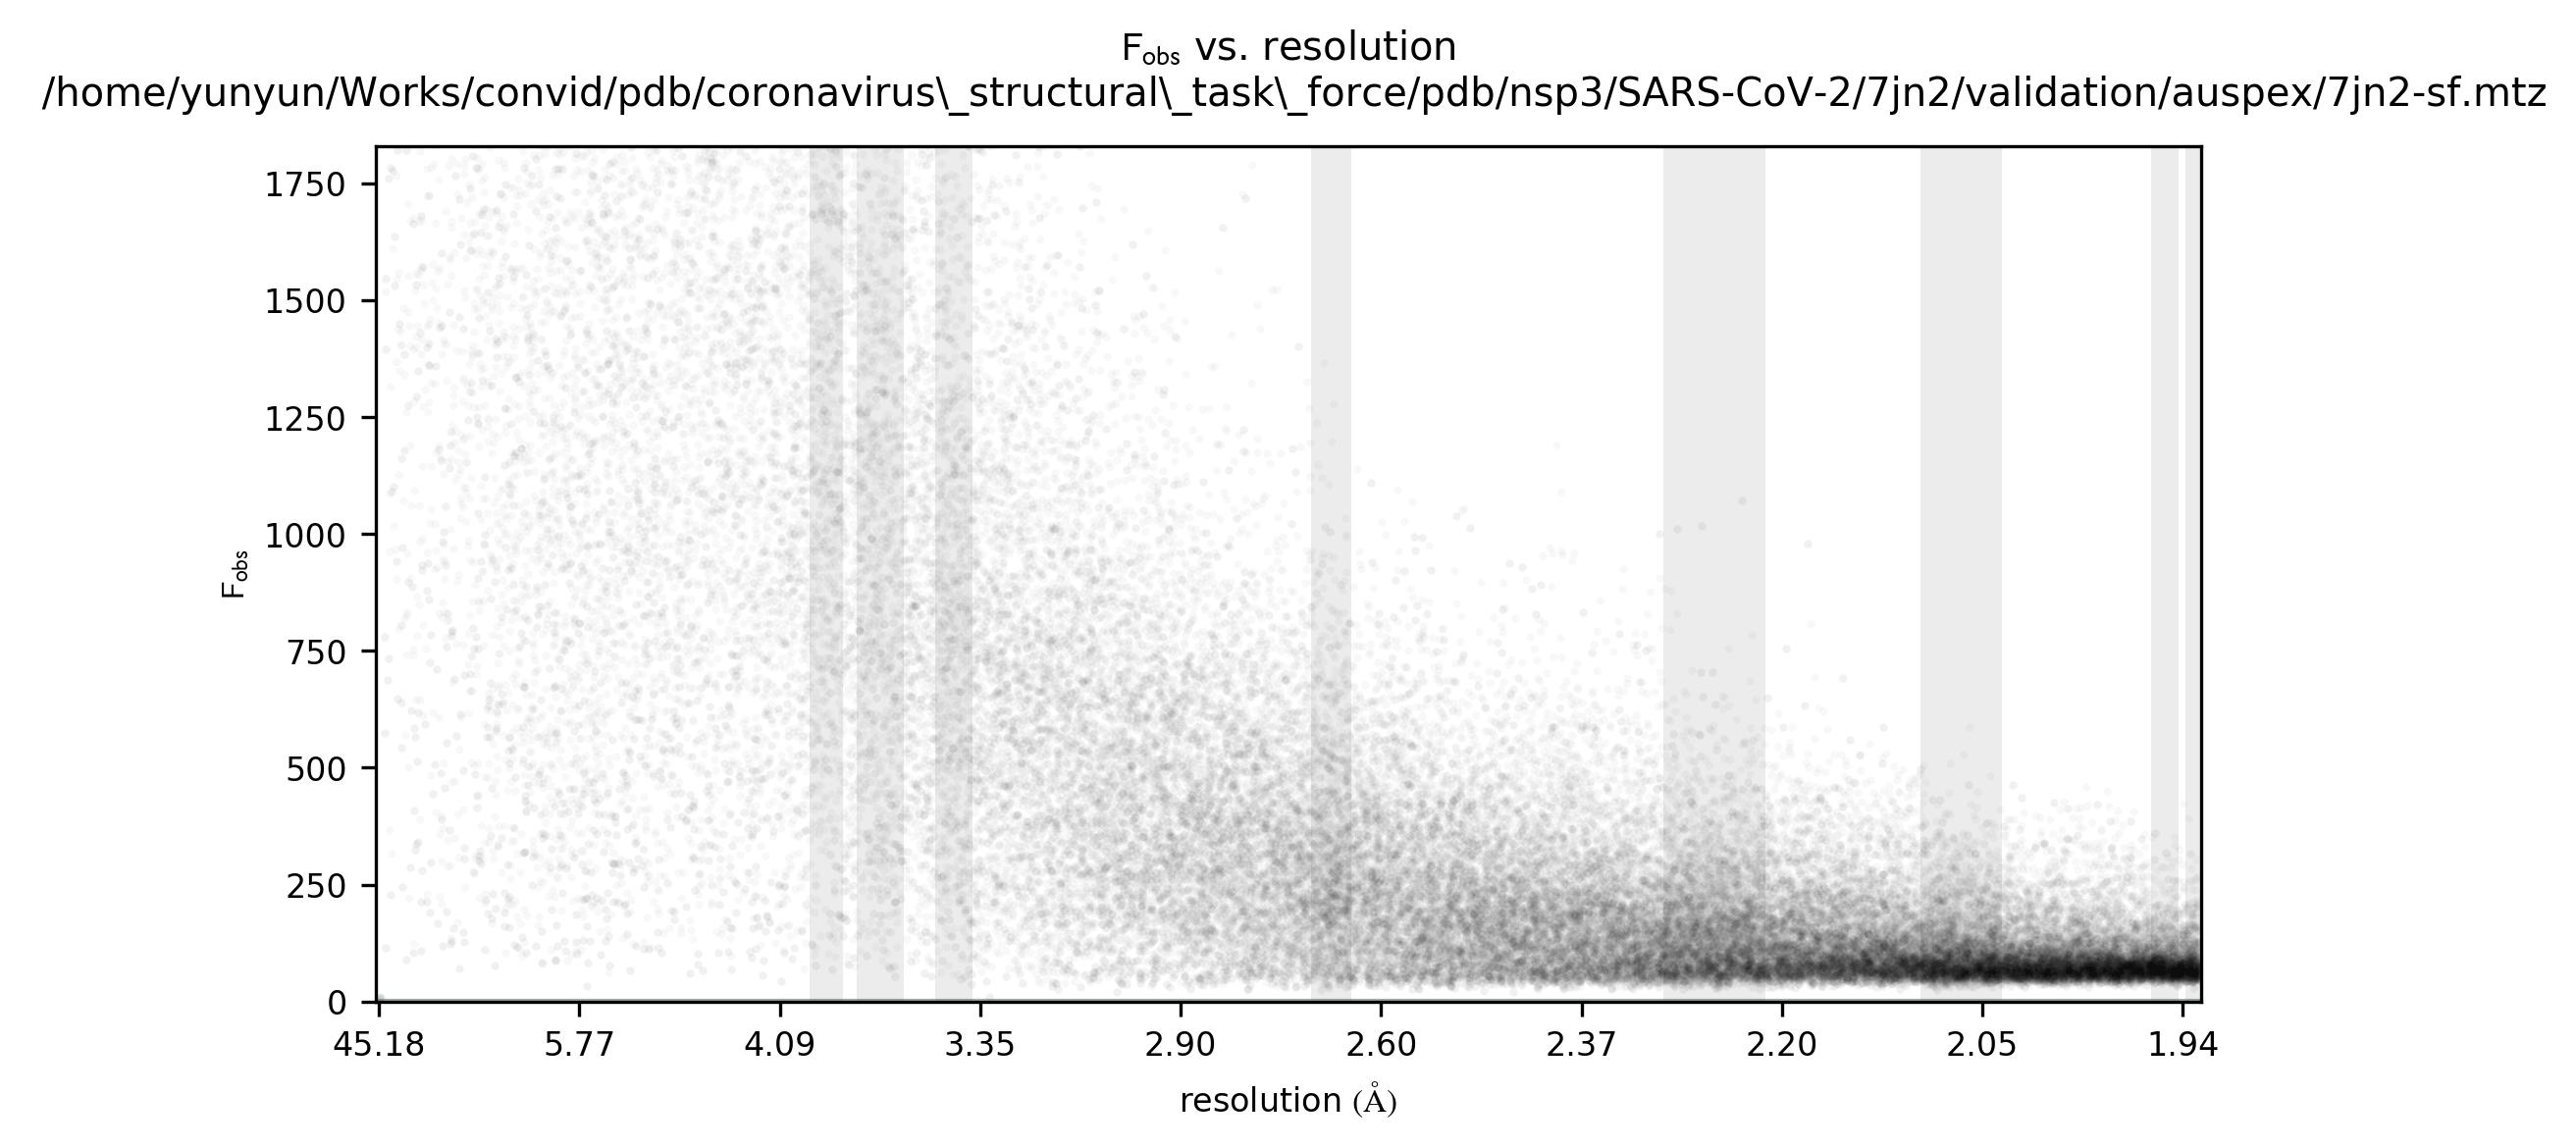 F_obs vs. resolution
/home/yunyun/Works/convid/pdb/coronavirus\_structural\_task\_force/pdb/nsp3/SARS-CoV-2/7jn2/validation/auspex/7jn2-sf.mtz
F_obs
1750
1500
1250
1000
750
500
250
0
45.18 5.77 4.09 3.35 2.90 2.60 2.37 2.20 2.05 1.94
resolution (Å)